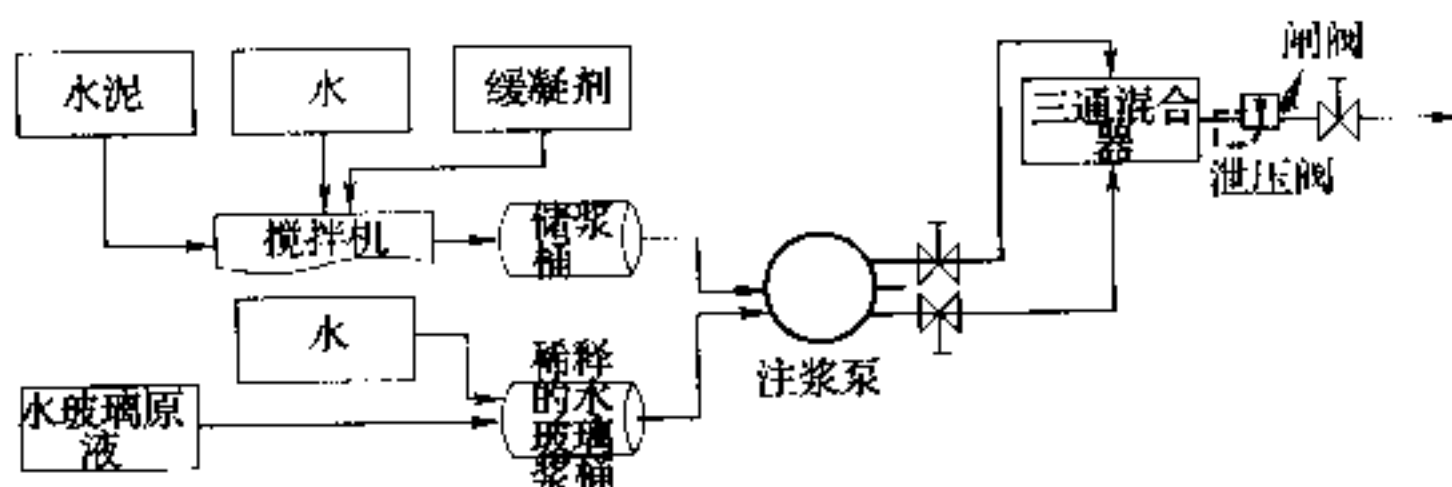 水泥
水
缓凝剂
闸阀
三通混合
器
泄压阀
搅拌机
储浆
桶
水
注浆泵
稀释
的水
玻璃
浆桶
水玻璃原
液